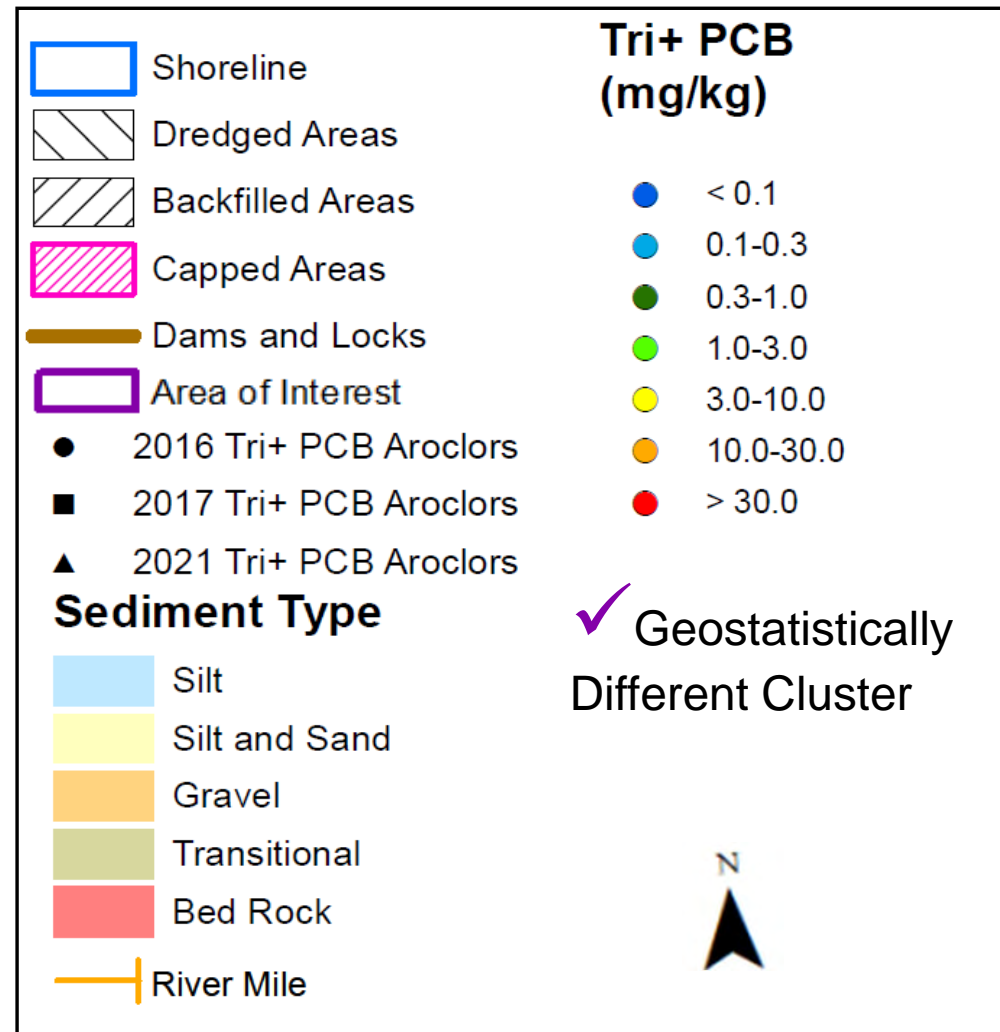 Shoreline
Dredged Areas
Backfilled Areas
Capped Areas
Dams and Locks
Area of Interest
2016 Tri+ PCB Aroclors
2017 Tri+ PCB Aroclors
2021 Tri+ PCB Aroclors
Sediment Type
Silt
Silt and Sand
Gravel
Transitional
Bed Rock
River Mile
Tri+ PCB
(mg/kg)
< 0.1
0.1-0.3
0.3-1.0
1.0-3.0
3.0-10.0
10.0-30.0
> 30.0
Geostatistically
Different Cluster
N